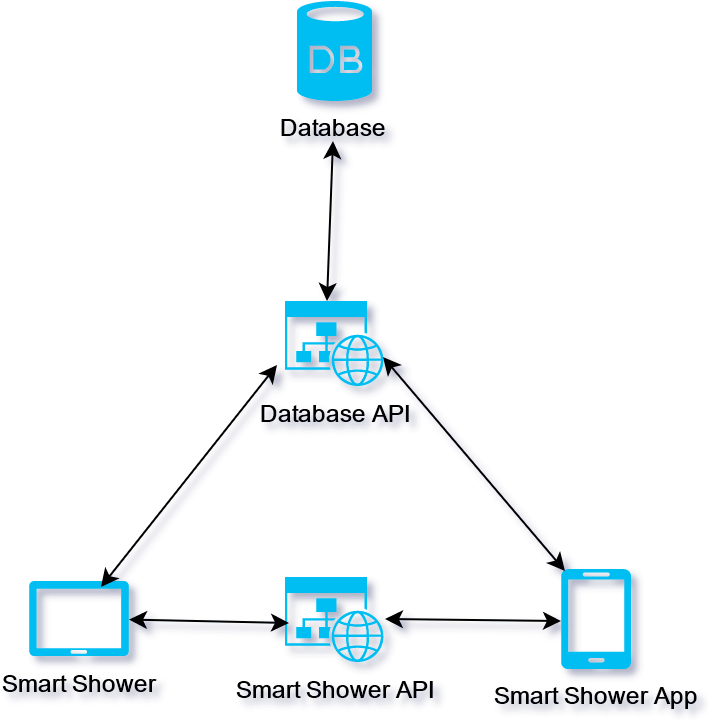 DB
Database
Database API
Smart Shower
Smart Shower API
Smart Shower App